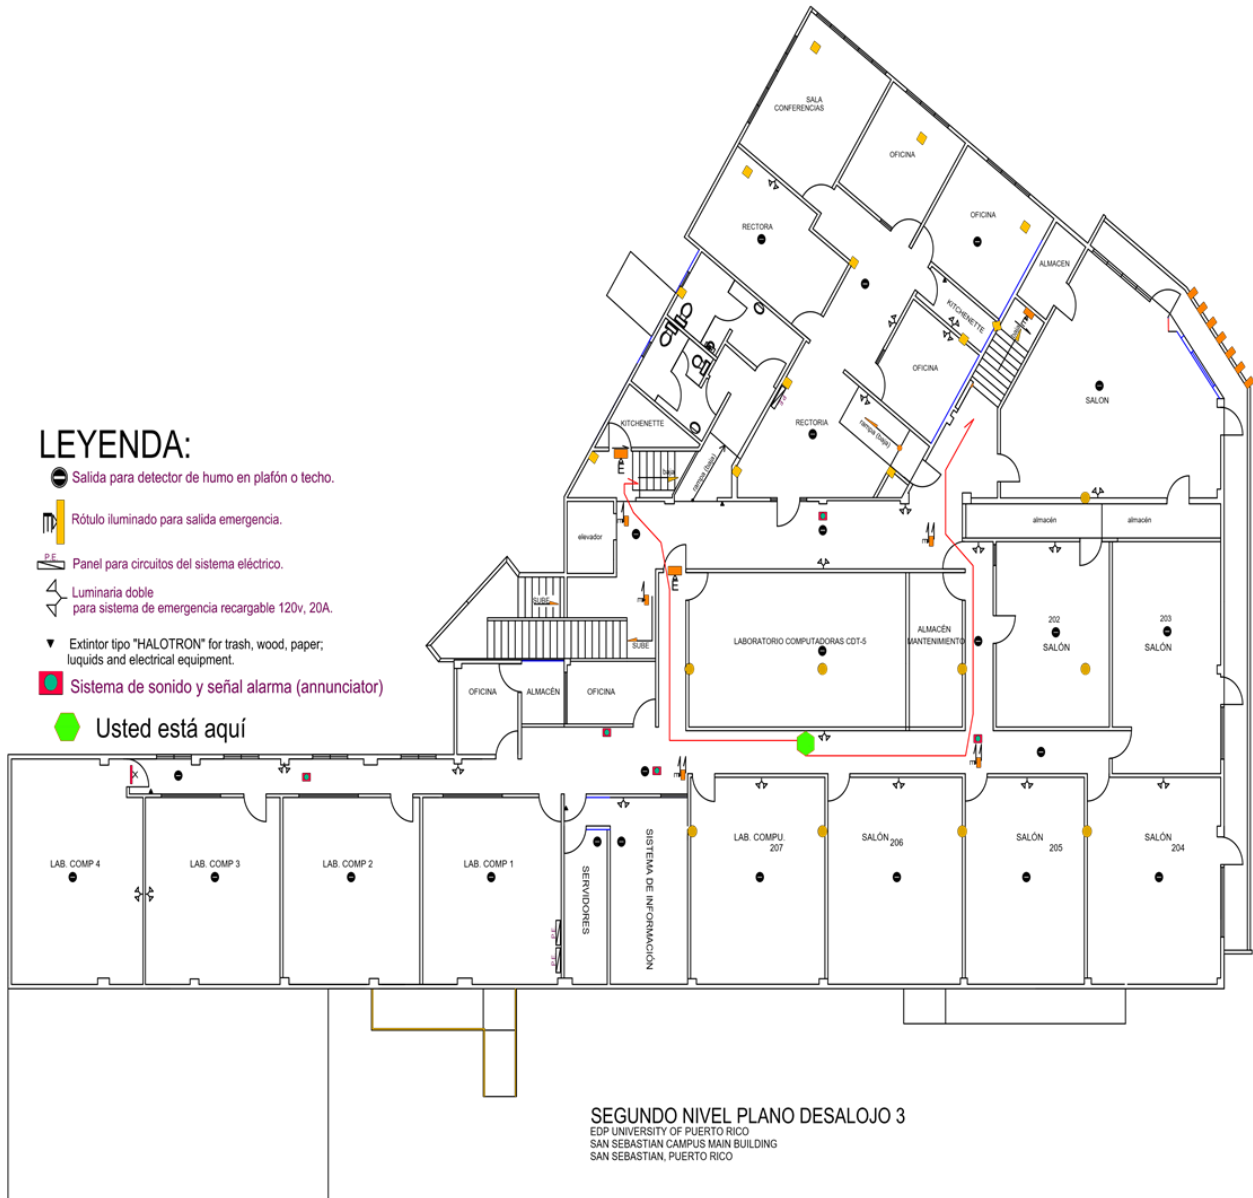 SALA
CONFERENCIAS
OFICINA
OFICINA
RECTORA
ALMACEN
KITCHENETTE
baja
OFICINA
SALON
rampa (baja)
RECTORIA
KITCHENETTE
baja
rampa (baja)
P.E.
E
LEYENDA:
Salida para detector de humo en plafón o techo.
Rótulo iluminado para salida emergencia.
P.E.
Panel para circuitos del sistema eléctrico.
Luminaria doble
para sistema de emergencia recargable 120v, 20A.
Extintor tipo "HALOTRON" for trash, wood, paper;
luquids and electrical equipment.
Sistema de sonido y señal alarma (annunciator)
Usted está aquí
elevador
almacén
almacén
E
SUBE
SUBE
LABORATORIO COMPUTADORAS CDT-5
ALMACÉN
MANTENIMIENTO
202
SALÓN
203
SALÓN
OFICINA
ALMACÉN
OFICINA
X
LAB. COMP 4
LAB. COMP 3
LAB. COMP 2
LAB. COMP 1
P.E.
P.E.
SERVIDORES
SISTEMA DE INFORMACIÓN
LAB. COMPU.
207
SALÓN
206
SALÓN
205
SALÓN
204
SEGUNDO NIVEL PLANO DESALOJO 3
EDP UNIVERSITY OF PUERTO RICO
SAN SEBASTIAN CAMPUS MAIN BUILDING
SAN SEBASTIAN, PUERTO RICO